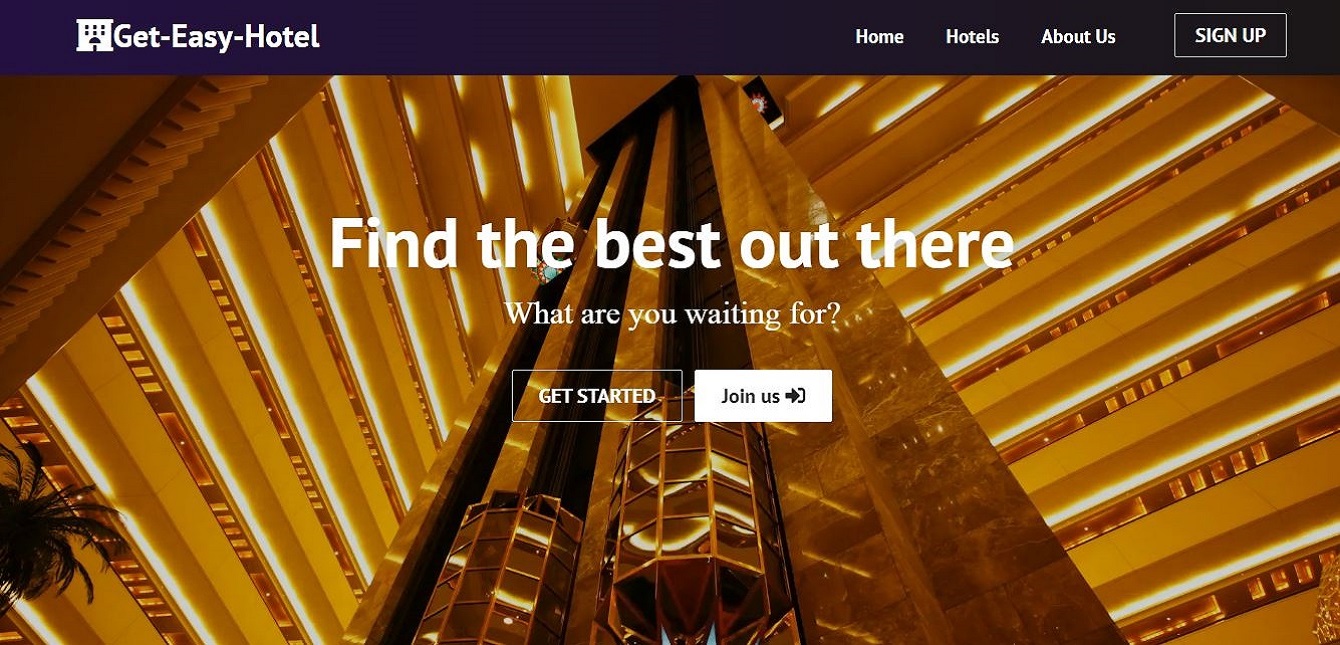 Get-Easy-Hotel
Home
Hotels
About Us
SIGN UP
Find the best out there
What are you waiting for?
GET STARTED
Join us